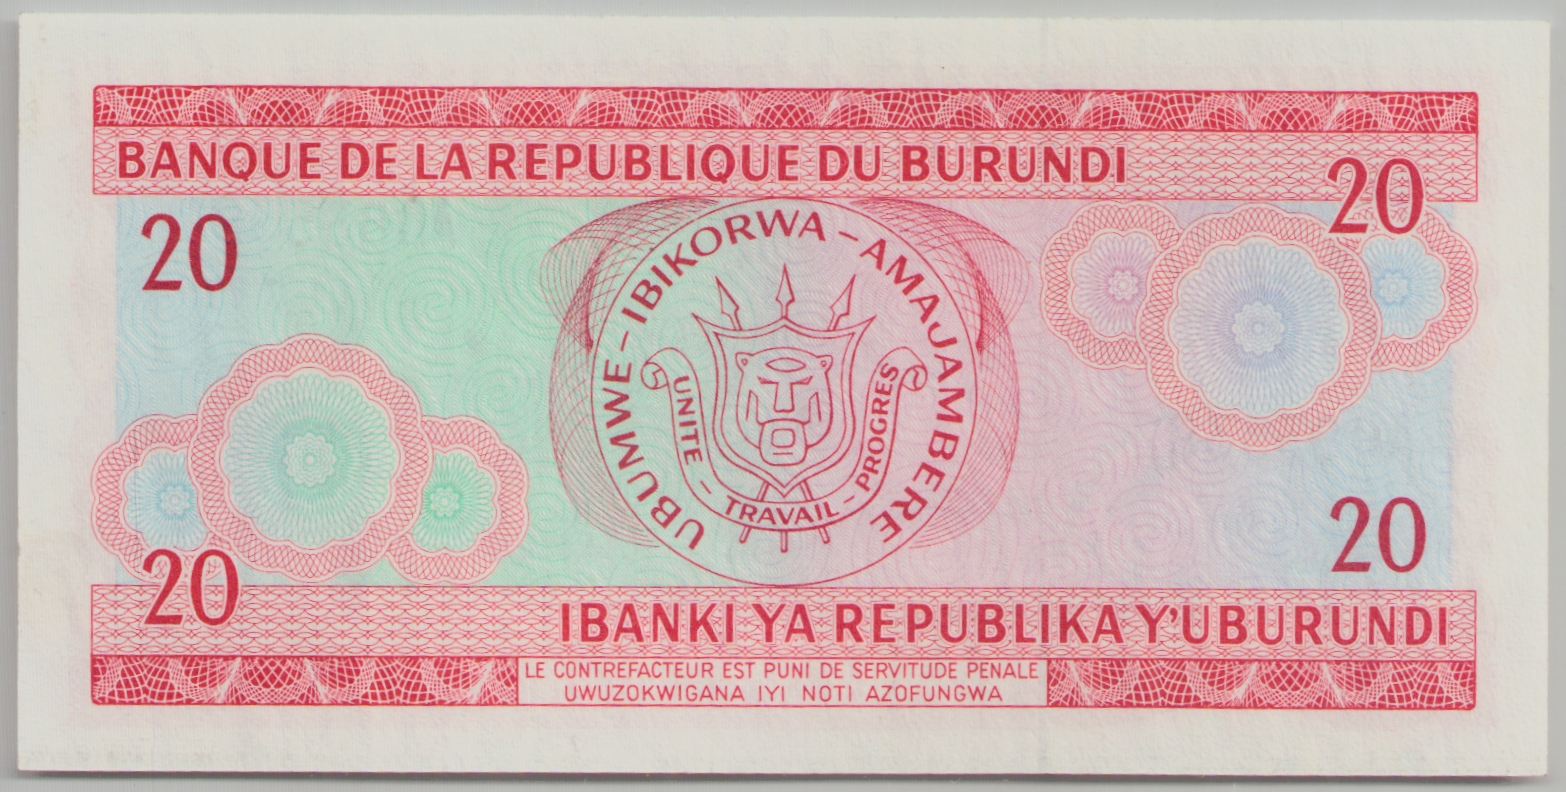 BANQUE DE LA REPUBLIQUE DU BURUNDI
20
20
UBUMWE – IBIKORWA – AMAJAMBERE
UNITE – TRAVAIL – PROGRES
20
20
IBANKI YA REPUBLIKA Y'UBURUNDI
LE CONTREFACTEUR EST PUNI DE SERVITUDE PENALE
UWUZOKWIGANA IYI NOTI AZOFUNGWA